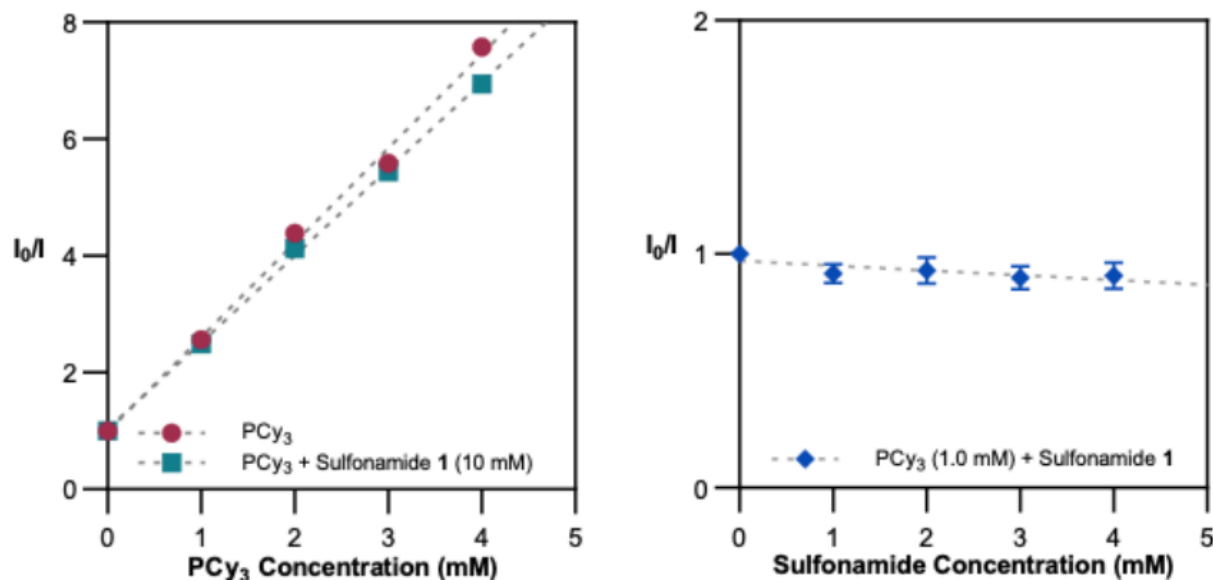 8
6
I₀/I
4
2
0
PCy₃
PCy₃ + Sulfonamide 1 (10 mM)
0 1 2 3 4 5
PCy₃ Concentration (mM)
2
I₀/I
1
0
PCy₃ (1.0 mM) + Sulfonamide 1
0 1 2 3 4 5
Sulfonamide Concentration (mM)